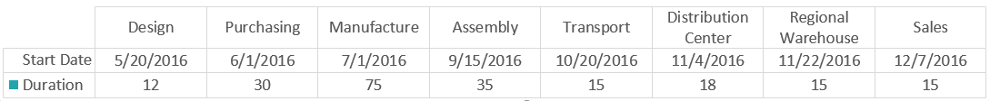 Design Purchasing Manufacture Assembly Transport Distribution Center Regional Warehouse Sales
Start Date 5/20/2016 6/1/2016 7/1/2016 9/15/2016 10/20/2016 11/4/2016 11/22/2016 12/7/2016
Duration 12 30 75 35 15 18 15 15